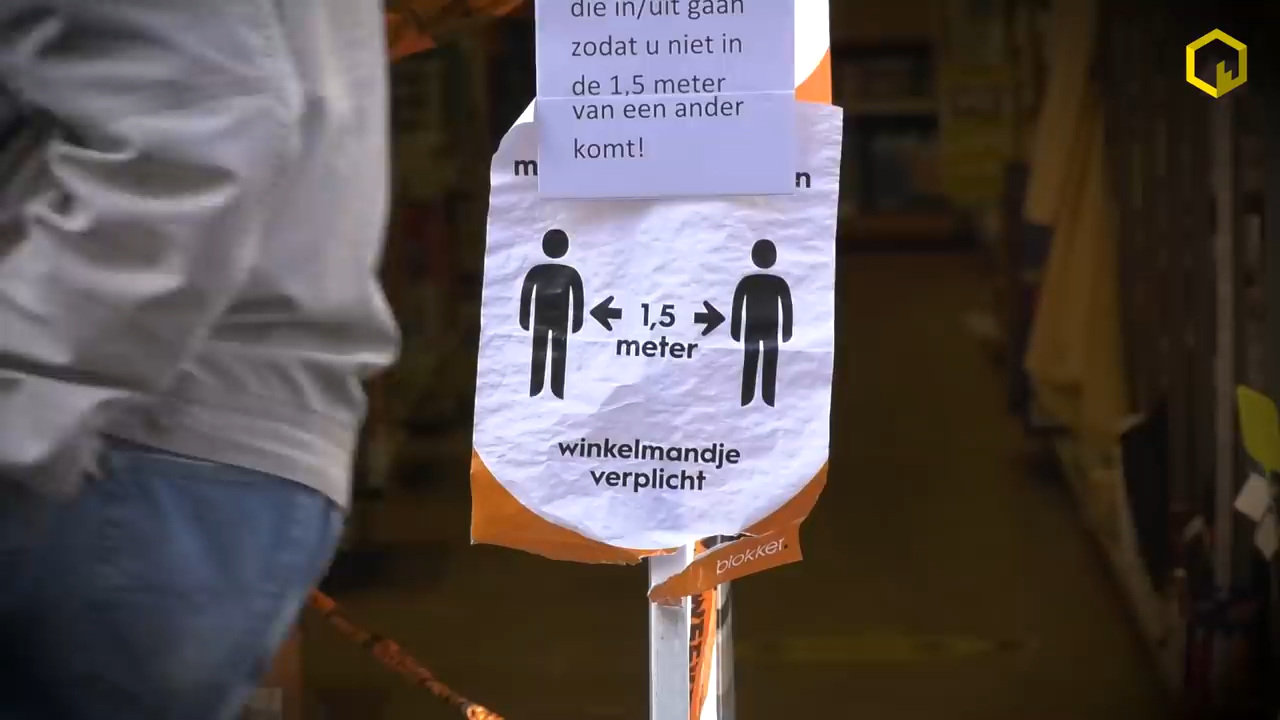 die in/uit gaan
zodat u niet in
de 1,5 meter
van een ander
komt!
1,5
meter
winkelmandje
verplicht
blokker.